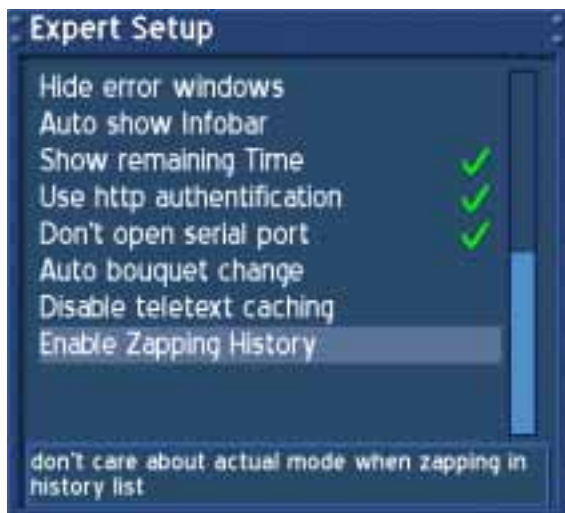 Expert Setup
Hide error windows
Auto show Infobar
Show remaining Time
Use http authentification
Don't open serial port
Auto bouquet change
Disable teletext caching
Enable Zapping History
don't care about actual mode when zapping in
history list